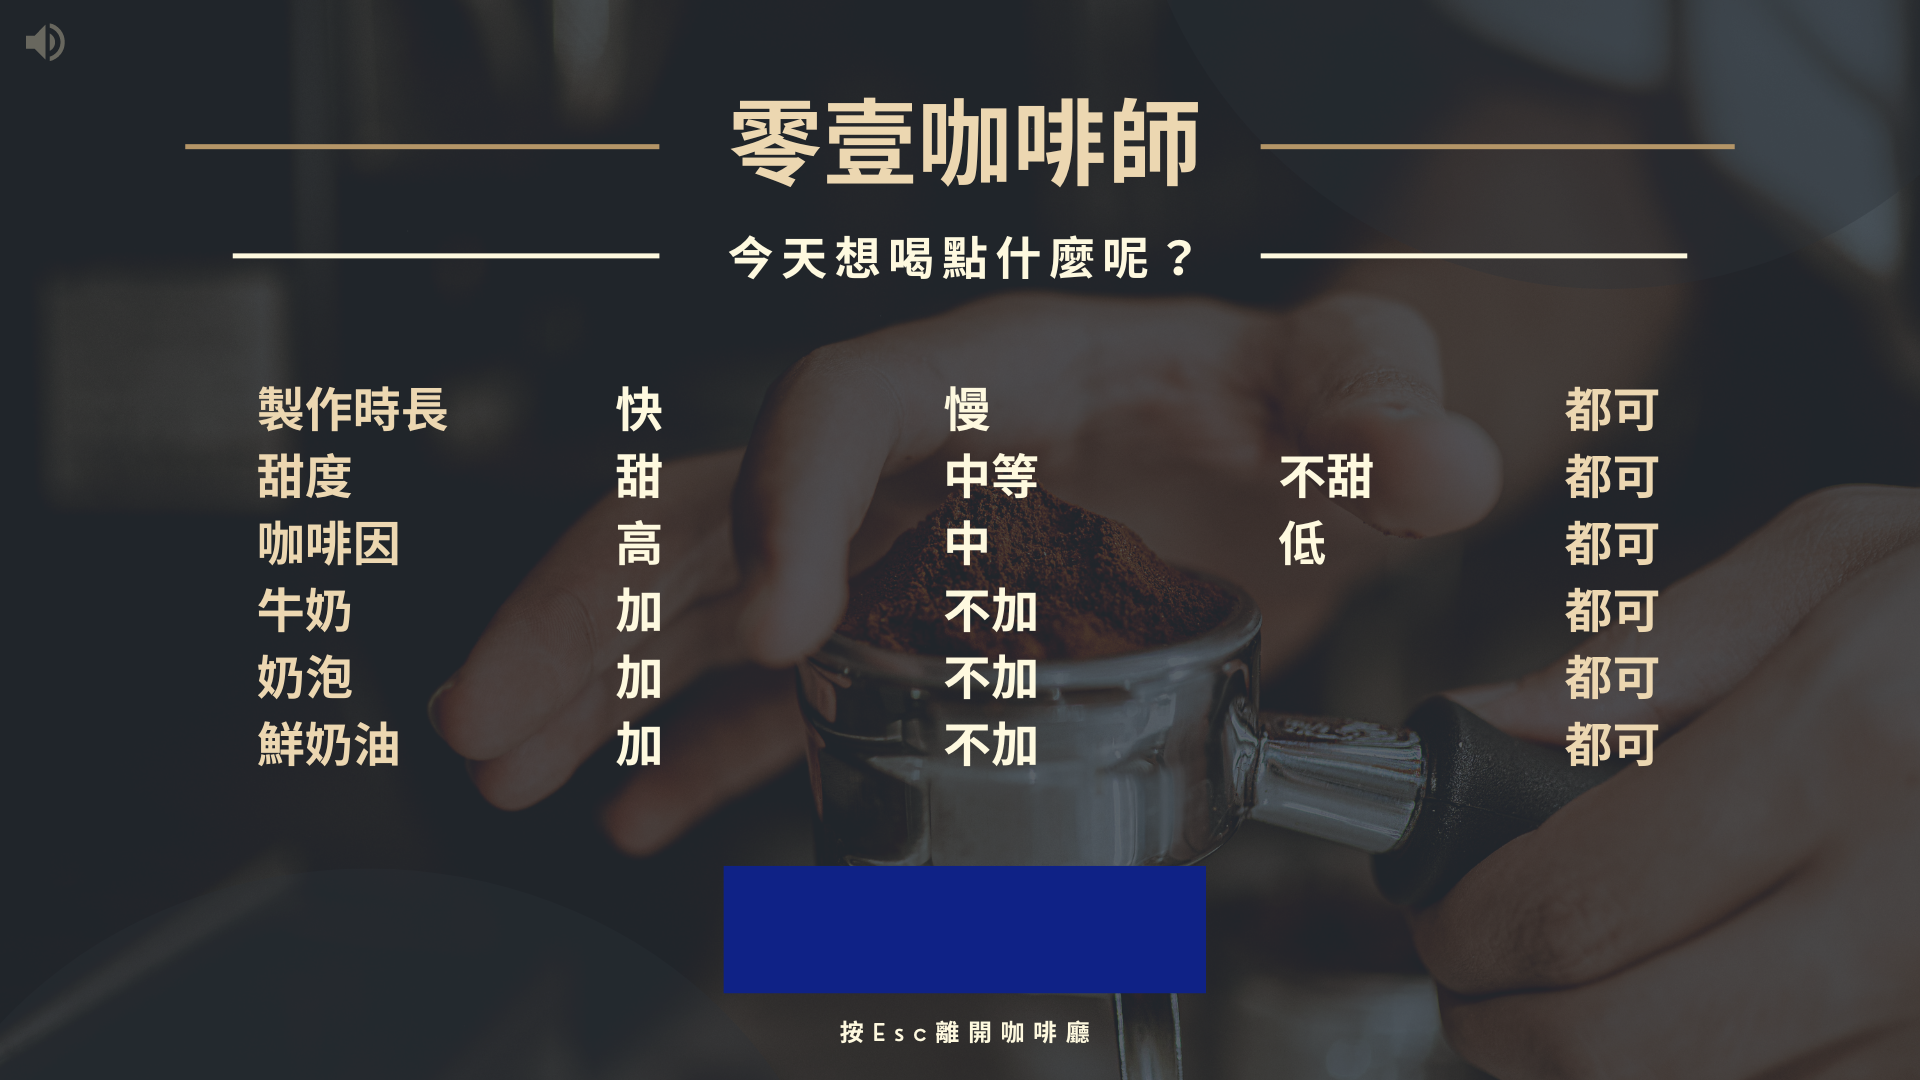 零壹咖啡師
今天想喝點什麼呢？
製作時長 快 慢 都可
甜度 甜 中等 不甜 都可
咖啡因 高 中 低 都可
牛奶 加 不加 都可
奶泡 加 不加 都可
鮮奶油 加 不加 都可
按Esc離開咖啡廳